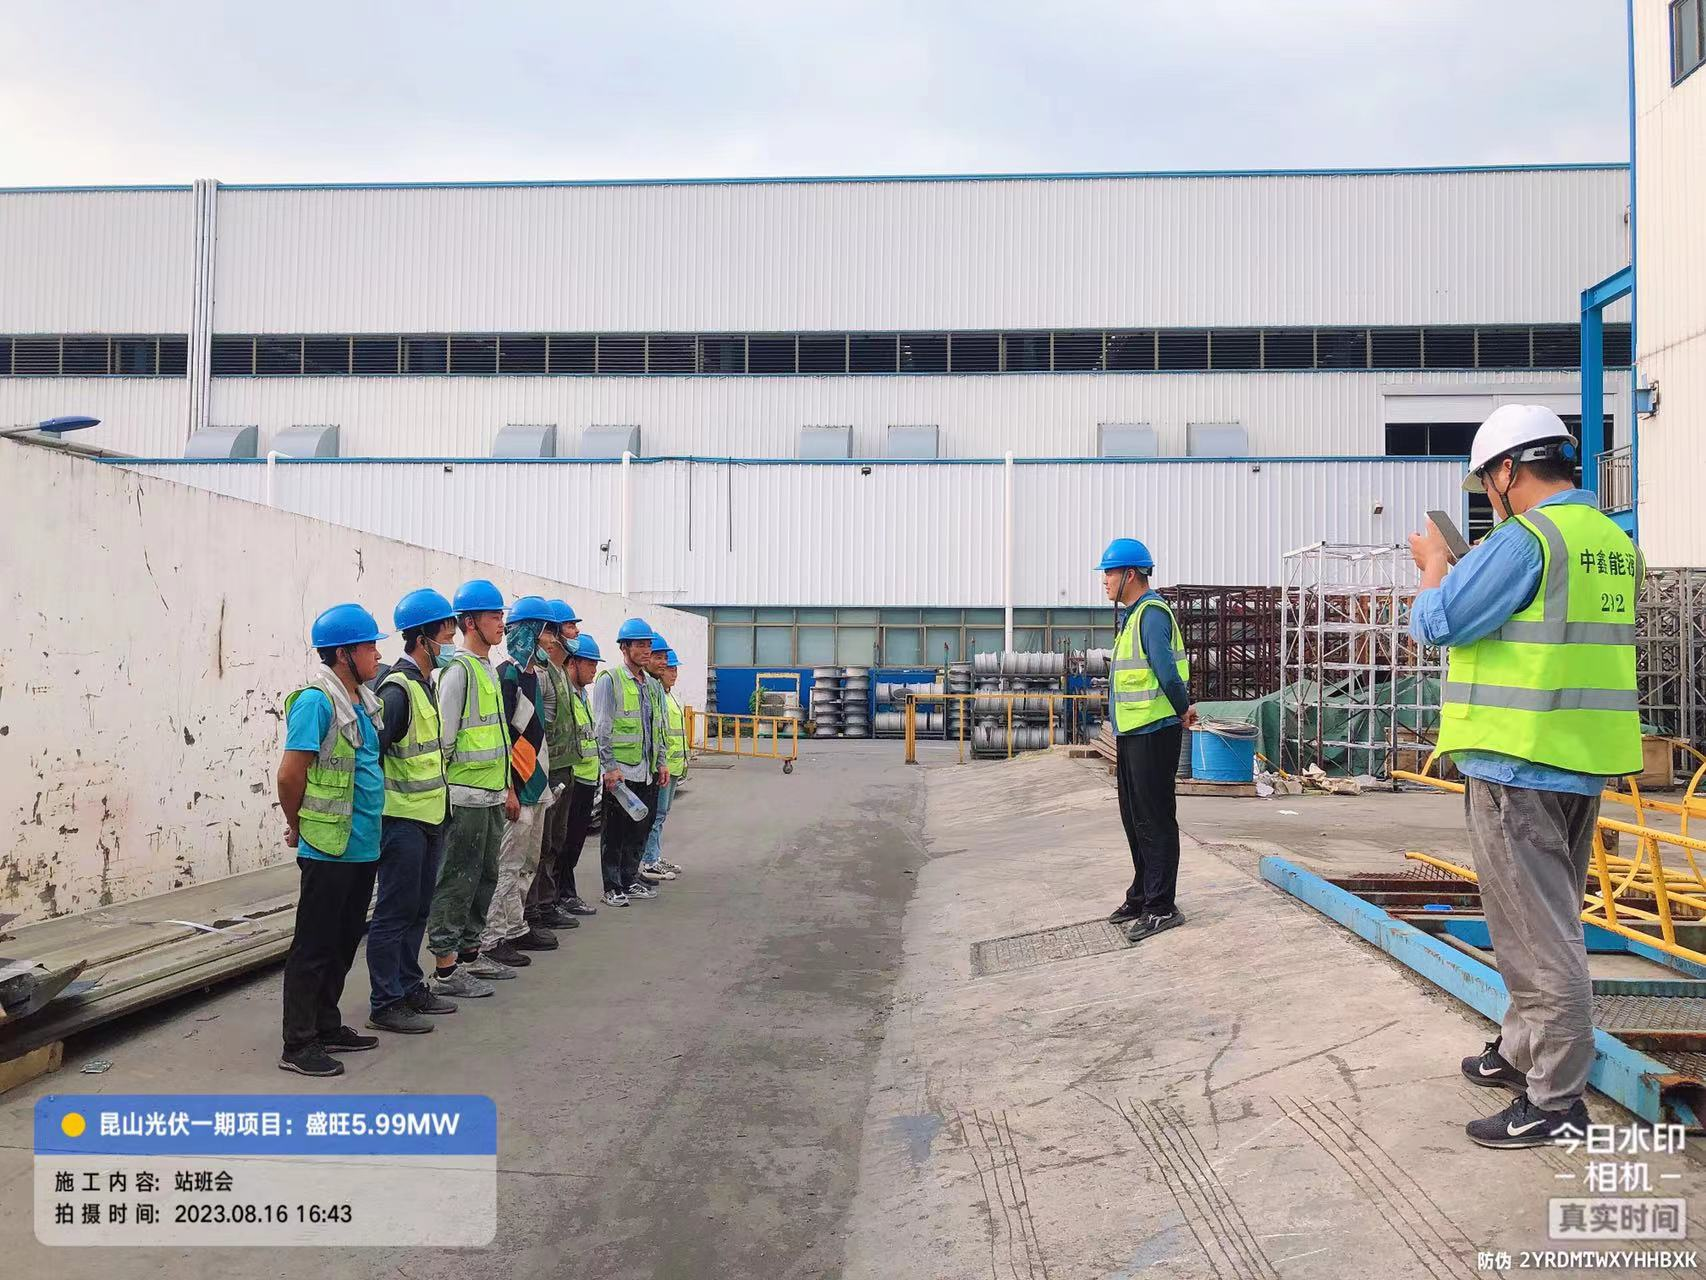 中鑫能源
292
昆山光伏一期项目：盛旺5.99MW
施工内容：站班会
拍摄时间：2023.08.16 16:43
今日水印
相机
真实时间
防伪 2YRDMTWXYHHBXK